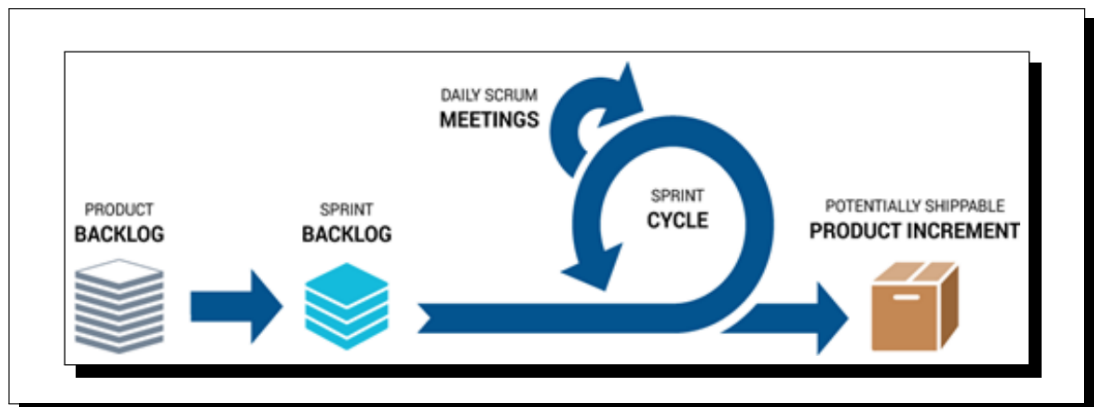 DAILY SCRUM
MEETINGS
PRODUCT
BACKLOG
SPRINT
BACKLOG
SPRINT
CYCLE
POTENTIALLY SHIPPABLE
PRODUCT INCREMENT